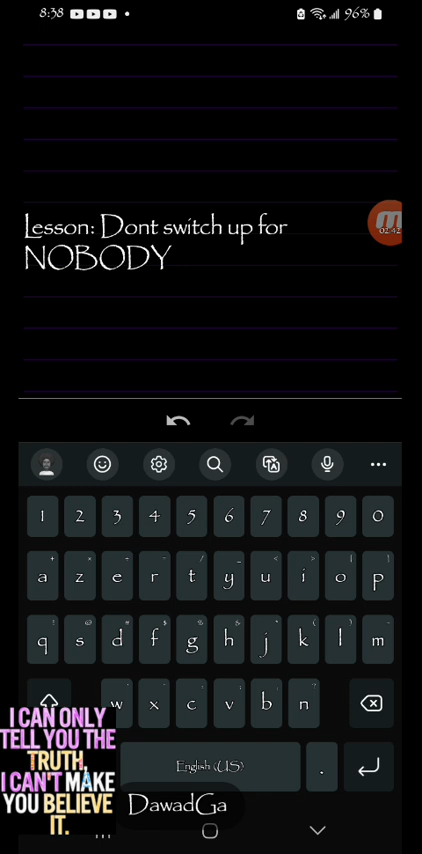 8:38
96%
Lesson: Dont switch up for
NOBODY
02:42
1 2 3 4 5 6 7 8 9 0
a z e r t y u i o p
q s d f g h j k l m
w x c v b n
English (US)
.
I CAN ONLY
TELL YOU THE
TRUTH,
I CAN'T MAKE
YOU BELIEVE
IT.
DawadGa